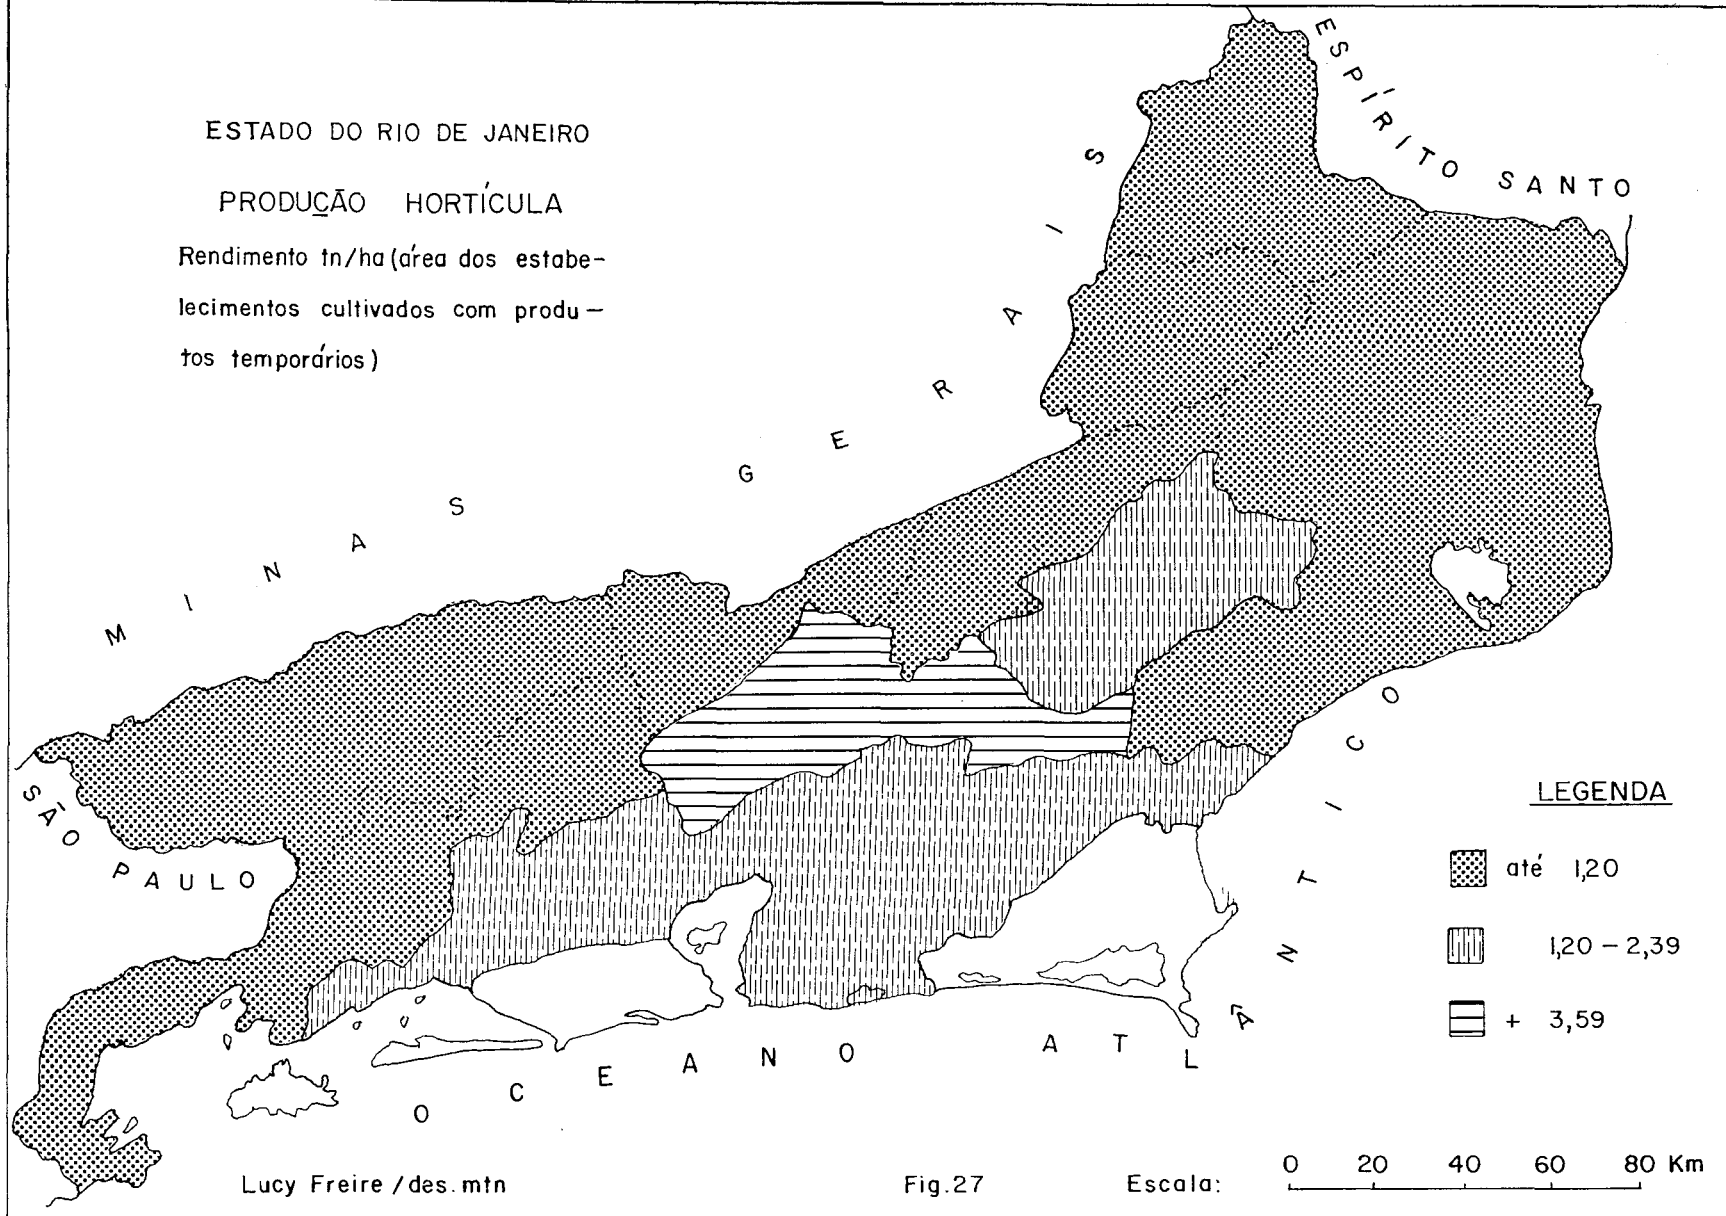 ESTADO DO RIO DE JANEIRO
PRODUÇÃO HORTÍCULA
Rendimento tn/ha (área dos estabe-
lecimentos cultivados com produ-
tos temporários)
MINAS GERAIS
ESPÍRITO SANTO
SÃO PAULO
OCEANO ATLÂNTICO
LEGENDA
até 1,20
1,20 - 2,39
+ 3,59
Lucy Freire / des. mtn
Fig. 27
Escala:
0 20 40 60 80 Km